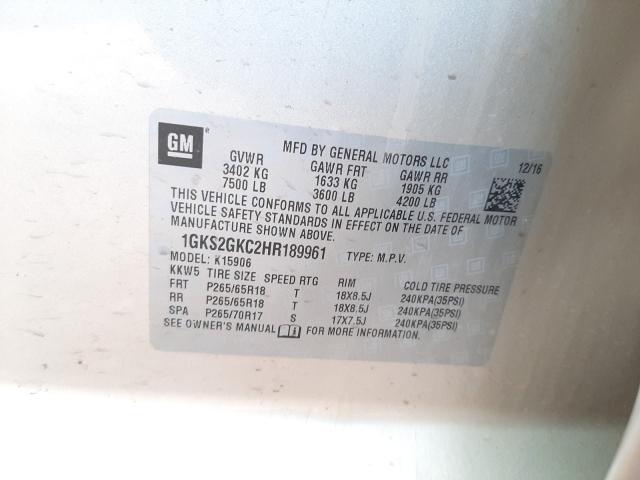 GM
MFD BY GENERAL MOTORS LLC 12/16
GVWR GAWR FRT GAWR RR
3402 KG 1633 KG 1905 KG
7500 LB 3600 LB 4200 LB
THIS VEHICLE CONFORMS TO ALL APPLICABLE U.S. FEDERAL MOTOR
VEHICLE SAFETY STANDARDS IN EFFECT ON THE DATE OF
MANUFACTURE SHOWN ABOVE.
1GKS2GKC2HR189961 TYPE: M.P.V.
MODEL: K15906
KKW5 TIRE SIZE SPEED RTG RIM COLD TIRE PRESSURE
FRT P265/65R18 T 18X8.5J 240KPA(35PSI)
RR P265/65R18 T 18X8.5J 240KPA(35PSI)
SPA P265/70R17 S 17X7.5J 240KPA(35PSI)
SEE OWNER'S MANUAL FOR MORE INFORMATION.